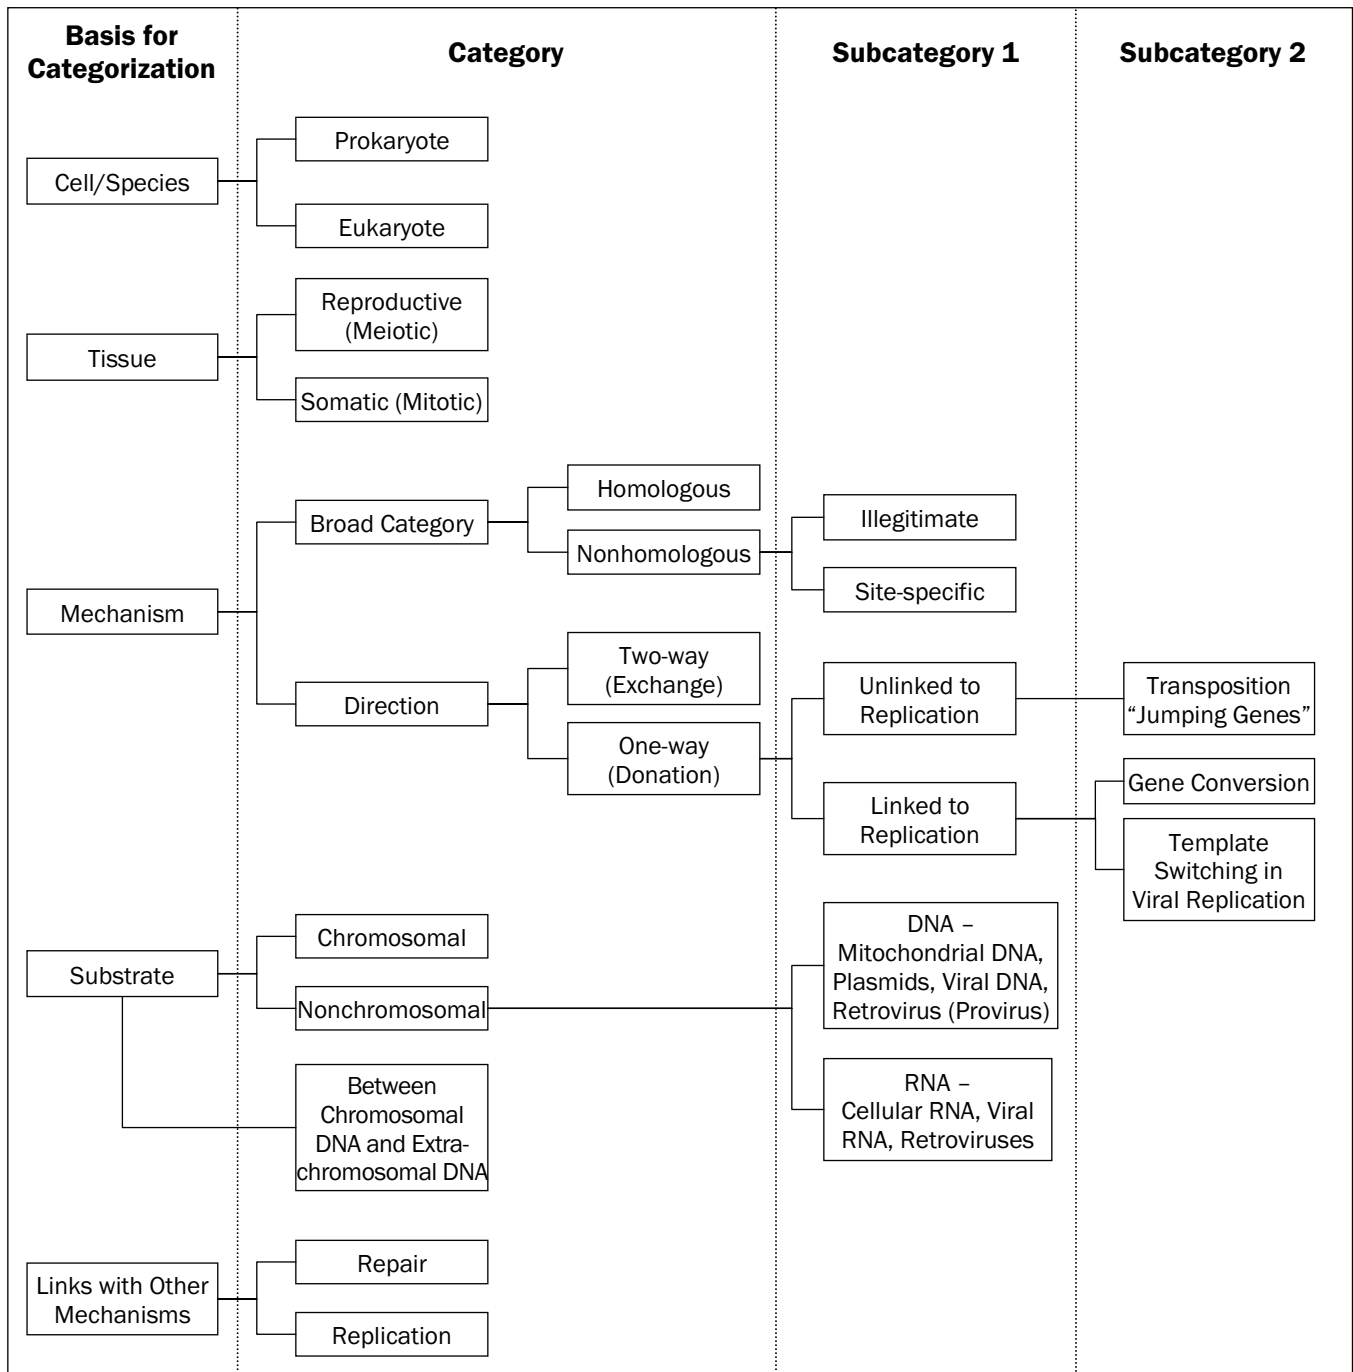 Basis for
Categorization
Category
Subcategory 1
Subcategory 2
Cell/Species
Prokaryote
Eukaryote
Tissue
Reproductive
(Meiotic)
Somatic (Mitotic)
Mechanism
Broad Category
Homologous
Nonhomologous
Illegitimate
Site-specific
Direction
Two-way
(Exchange)
One-way
(Donation)
Unlinked to
Replication
Transposition
“Jumping Genes”
Linked to
Replication
Gene Conversion
Template
Switching in
Viral Replication
Substrate
Chromosomal
Nonchromosomal
DNA –
Mitochondrial DNA,
Plasmids, Viral DNA,
Retrovirus (Provirus)
RNA –
Cellular RNA, Viral
RNA, Retroviruses
Between
Chromosomal
DNA and Extra-
chromosomal DNA
Links with Other
Mechanisms
Repair
Replication